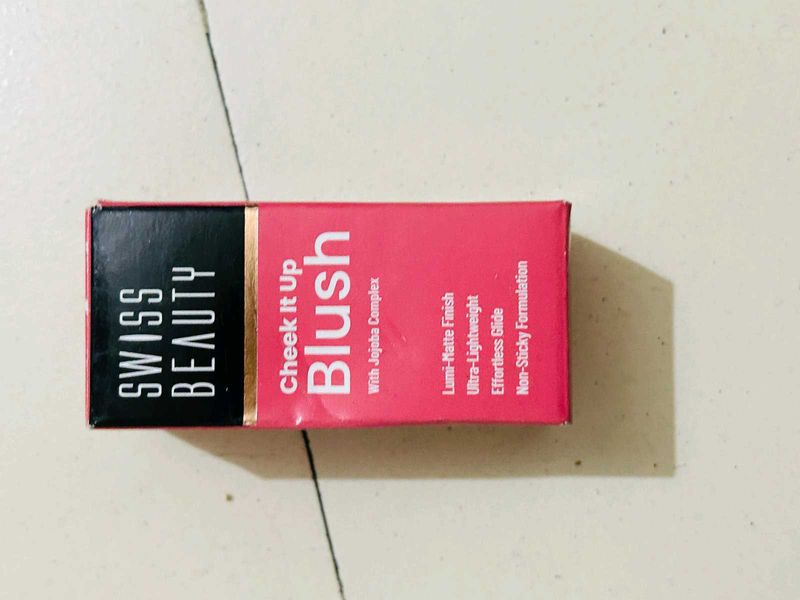 SWISS
BEAUTY
Cheek It Up
Blush
With Jojoba Complex
Lumi-Matte Finish
Ultra-Lightweight
Effortless Glide
Non-Sticky Formulation